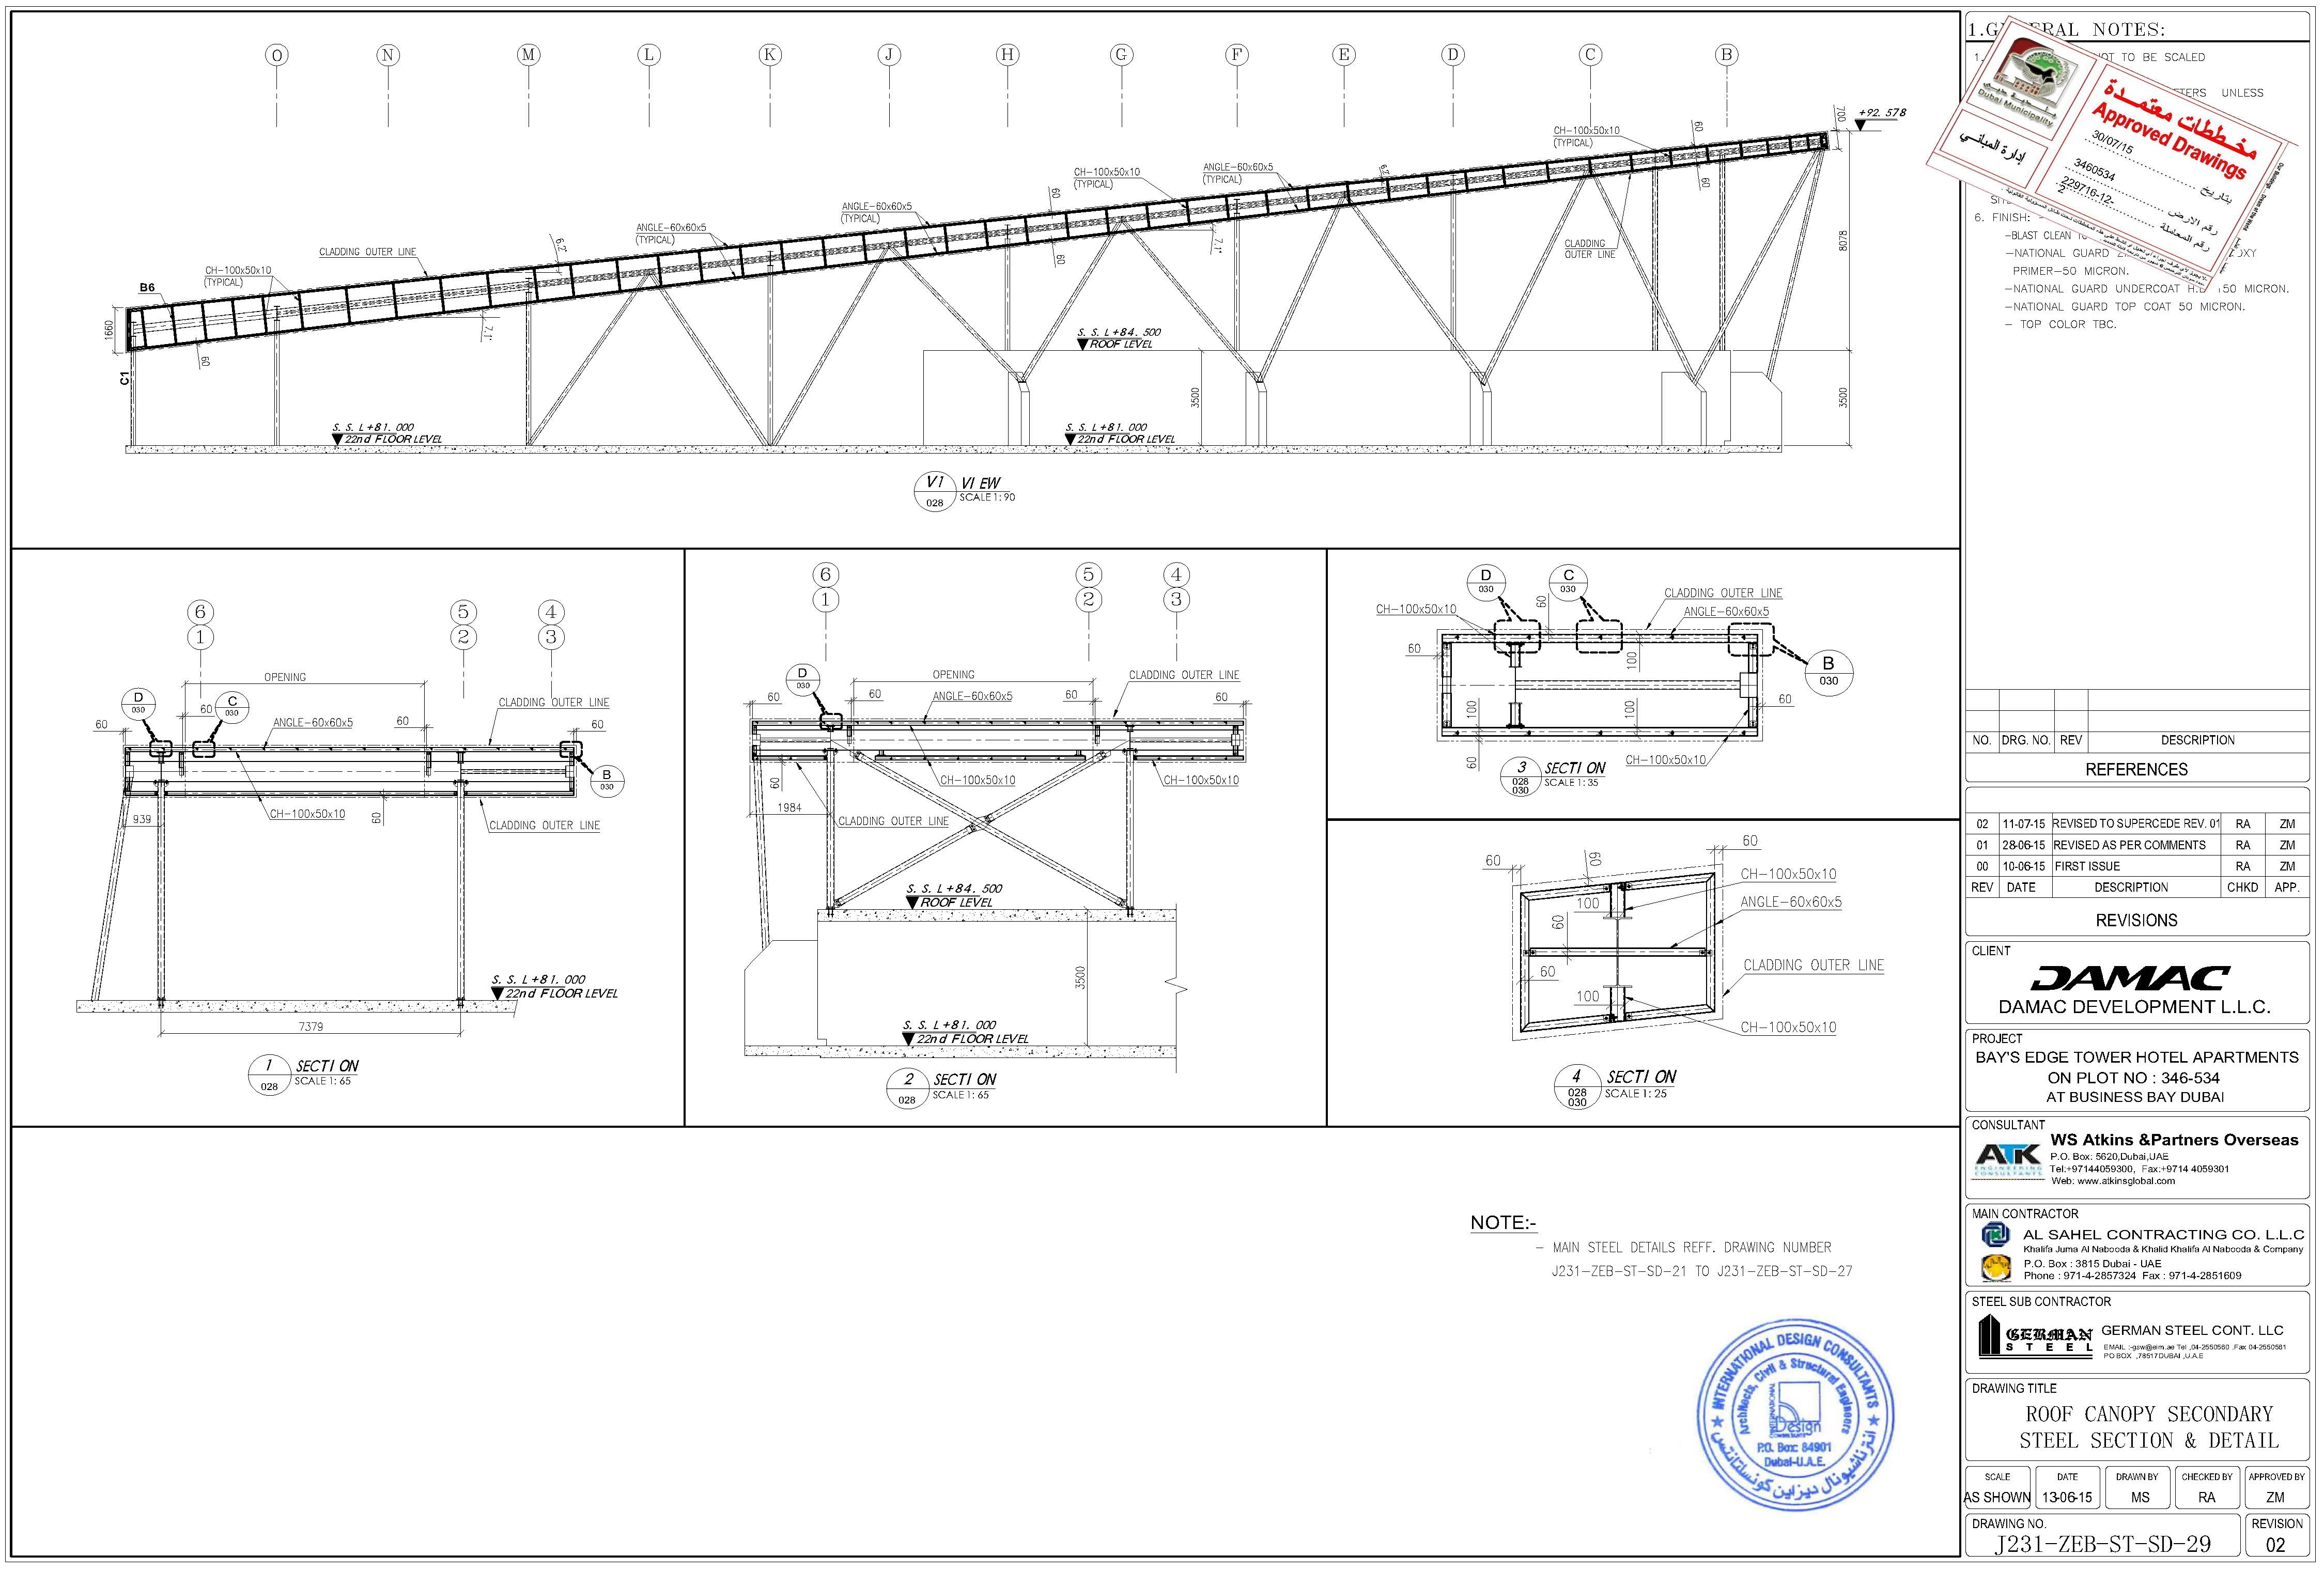 O N M L K J H G F E D C B
+92. 578
700
CH-100x50x10
(TYPICAL)
60
60
ANGLE-60x60x5
(TYPICAL)
CH-100x50x10
(TYPICAL)
60
60
6.2°
7.1°
ANGLE-60x60x5
(TYPICAL)
ANGLE-60x60x5
(TYPICAL)
6.2°
7.1°
CLADDING OUTER LINE
CH-100x50x10
(TYPICAL)
B6
1660
60
C1
CLADDING
OUTER LINE
8078
3500
3500
S. S. L +84. 500
ROOF LEVEL
S. S. L +81. 000
22nd FLOOR LEVEL
S. S. L +81. 000
22nd FLOOR LEVEL
V1
028
VIEW
SCALE 1: 90
6 5 4
1 2 3
OPENING
CLADDING OUTER LINE
D
030
C
030
60
60
ANGLE-60x60x5
60
60
B
030
CH-100x50x10
60
939
CLADDING OUTER LINE
S. S. L +81. 000
22nd FLOOR LEVEL
7379
1
028
SECTION
SCALE 1: 65
6 5 4
1 2 3
D
030
OPENING
CLADDING OUTER LINE
60
60
ANGLE-60x60x5
60
60
CH-100x50x10
CH-100x50x10
60
1984
CLADDING OUTER LINE
S. S. L +84. 500
ROOF LEVEL
3500
S. S. L +81. 000
22nd FLOOR LEVEL
2
028
SECTION
SCALE 1: 65
D
030
C
030
CLADDING OUTER LINE
CH-100x50x10
60
ANGLE-60x60x5
60
100
B
030
100
100
60
60
CH-100x50x10
3
028
030
SECTION
SCALE 1: 35
60
60
60
CH-100x50x10
100
ANGLE-60x60x5
60
60
CLADDING OUTER LINE
100
CH-100x50x10
4
028
030
SECTION
SCALE 1: 25
NOTE:-
- MAIN STEEL DETAILS REFF. DRAWING NUMBER
J231-ZEB-ST-SD-21 TO J231-ZEB-ST-SD-27
INTERNATIONAL DESIGN CONSULTANTS
Architects, Civil & Structural Engineers
INTERNATIONAL
Design
CONSULTANTS
P.O. Box: 84901
Dubai-U.A.E.
انترناشيونال ديزاين كونسلتانتس
NOTES:
TO BE SCALED
UNLESS
Dubai Municipality
بلدية دبي
إدارة المباني
مخططات معتمدة
Approved Drawings
30/07/15
بتاريخ
3460534
رقم الارض
229716-12-
2
رقم المعاملة
6. FINISH:
-BLAST CLEAN
-NATIONAL GUARD
PRIMER-50 MICRON.
-NATIONAL GUARD UNDERCOAT 150 MICRON.
-NATIONAL GUARD TOP COAT 50 MICRON.
- TOP COLOR TBC.
NO. DRG. NO. REV DESCRIPTION
REFERENCES
02 11-07-15 REVISED TO SUPERCEDE REV. 01 RA ZM
01 28-06-15 REVISED AS PER COMMENTS RA ZM
00 10-06-15 FIRST ISSUE RA ZM
REV DATE DESCRIPTION CHKD APP.
REVISIONS
CLIENT
DAMAC
DAMAC DEVELOPMENT L.L.C.
PROJECT
BAY'S EDGE TOWER HOTEL APARTMENTS
ON PLOT NO : 346-534
AT BUSINESS BAY DUBAI
CONSULTANT
ATK
ENGINEERING
CONSULTANTS
WS Atkins &Partners Overseas
P.O. Box: 5620,Dubai,UAE
Tel:+97144059300, Fax:+9714 4059301
Web: www.atkinsglobal.com
MAIN CONTRACTOR
AL SAHEL CONTRACTING CO. L.L.C
Khalifa Juma Al Nabooda & Khalid Khalifa Al Nabooda & Company
P.O. Box : 3815 Dubai - UAE
Phone : 971-4-2857324 Fax : 971-4-2851609
STEEL SUB CONTRACTOR
GERMAN
STEEL
GERMAN STEEL CONT. LLC
EMAIL :-gsw@eim.ae Tel ,04-2550560 .Fax 04-2550561
PO BOX ,78517 DUBAI ,U.A.E
DRAWING TITLE
ROOF CANOPY SECONDARY
STEEL SECTION & DETAIL
SCALE DATE DRAWN BY CHECKED BY APPROVED BY
AS SHOWN 13-06-15 MS RA ZM
DRAWING NO. REVISION
J231-ZEB-ST-SD-29 02